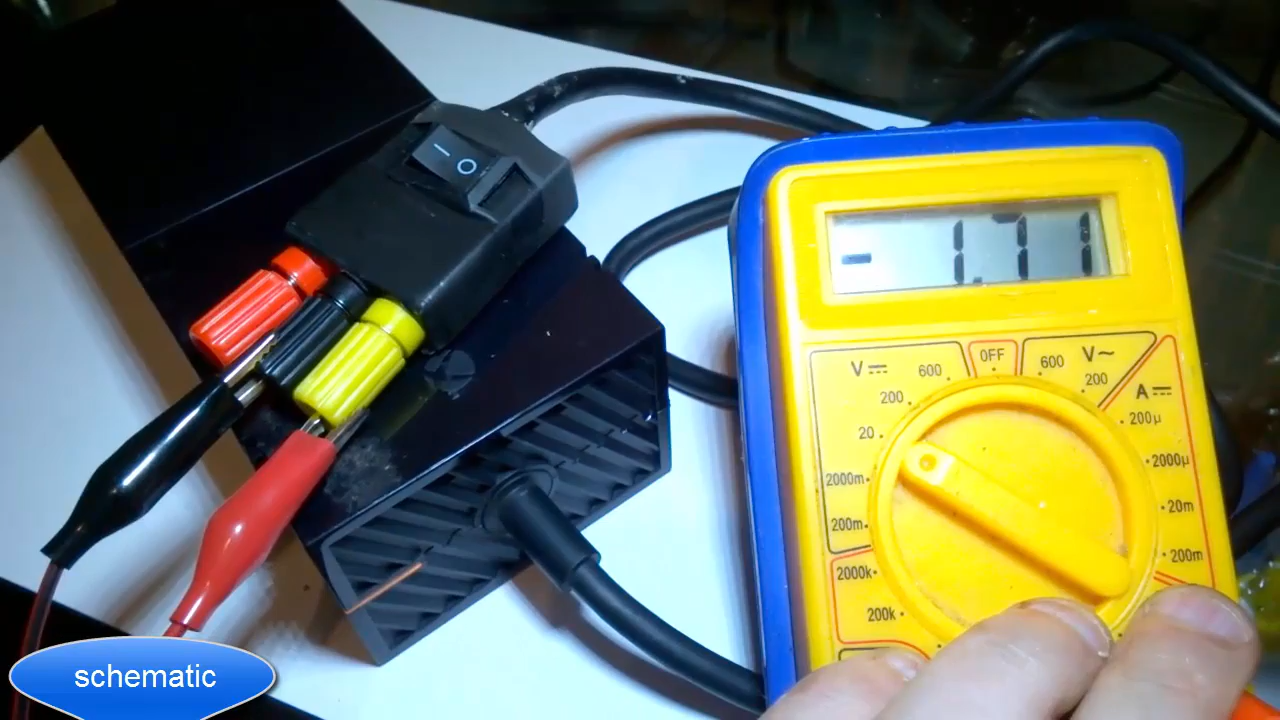 I O
- 1.71
V⎓ 600 OFF 600 V~
200 200 A⎓
20 200µ
2000m 2000µ
200m 20m
2000k 200m
200k
schematic